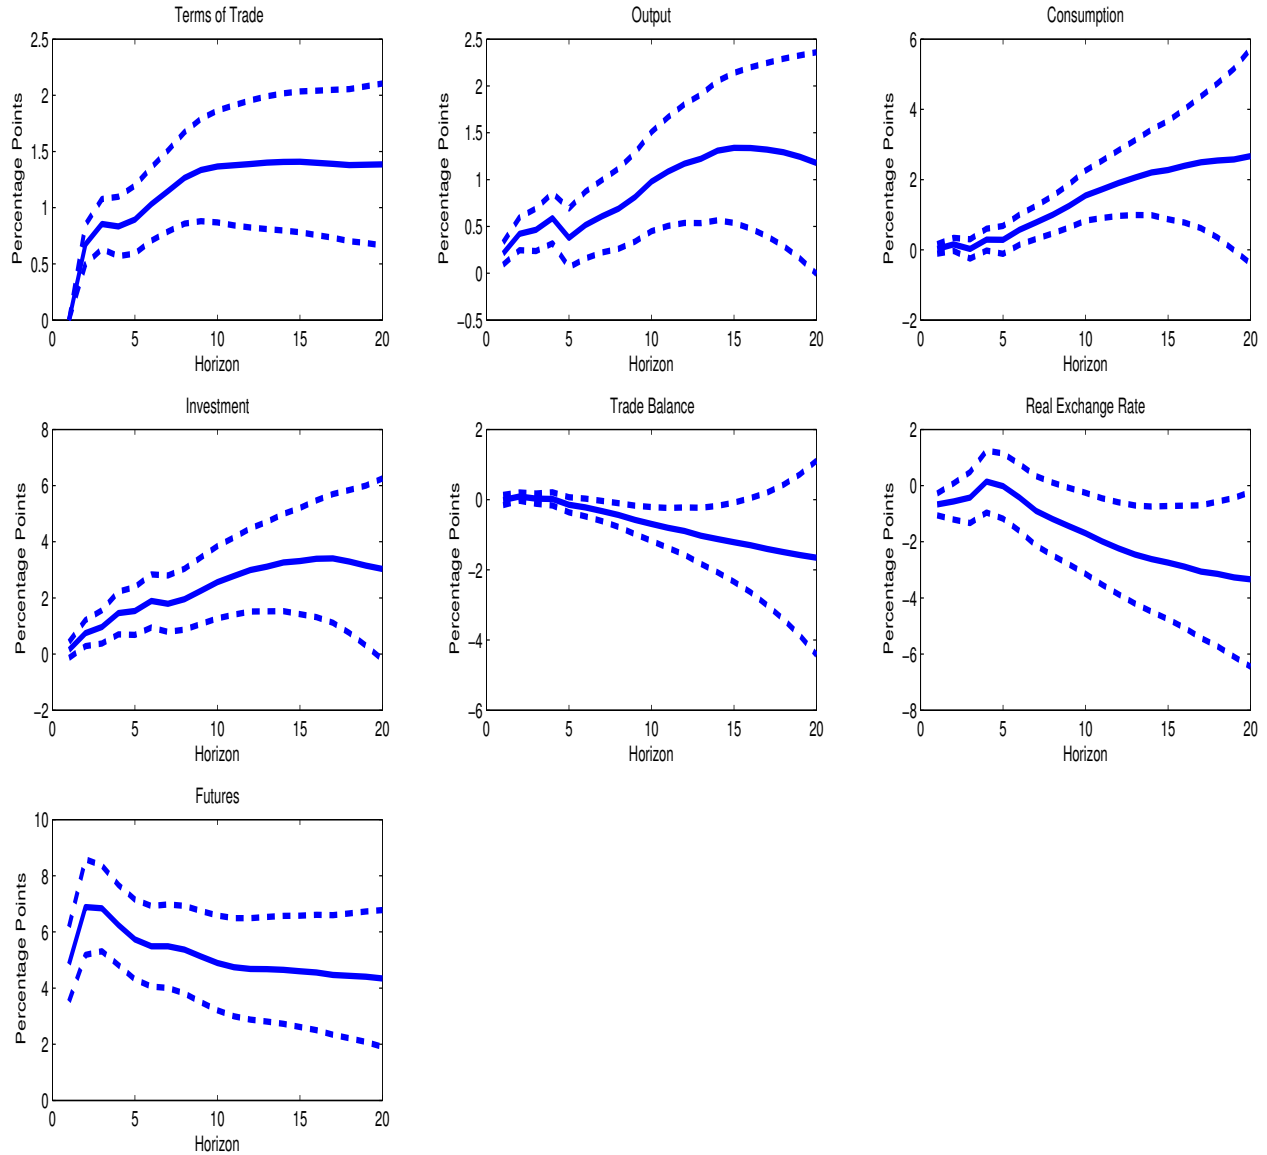 Terms of Trade
Percentage Points
2.5
2
1.5
1
0.5
0
0 5 10 15 20
Horizon
Output
Percentage Points
2.5
2
1.5
1
0.5
0
−0.5
0 5 10 15 20
Horizon
Consumption
Percentage Points
6
4
2
0
−2
0 5 10 15 20
Horizon
Investment
Percentage Points
8
6
4
2
0
−2
0 5 10 15 20
Horizon
Trade Balance
Percentage Points
2
0
−2
−4
−6
0 5 10 15 20
Horizon
Real Exchange Rate
Percentage Points
2
0
−2
−4
−6
−8
0 5 10 15 20
Horizon
Futures
Percentage Points
10
8
6
4
2
0
0 5 10 15 20
Horizon